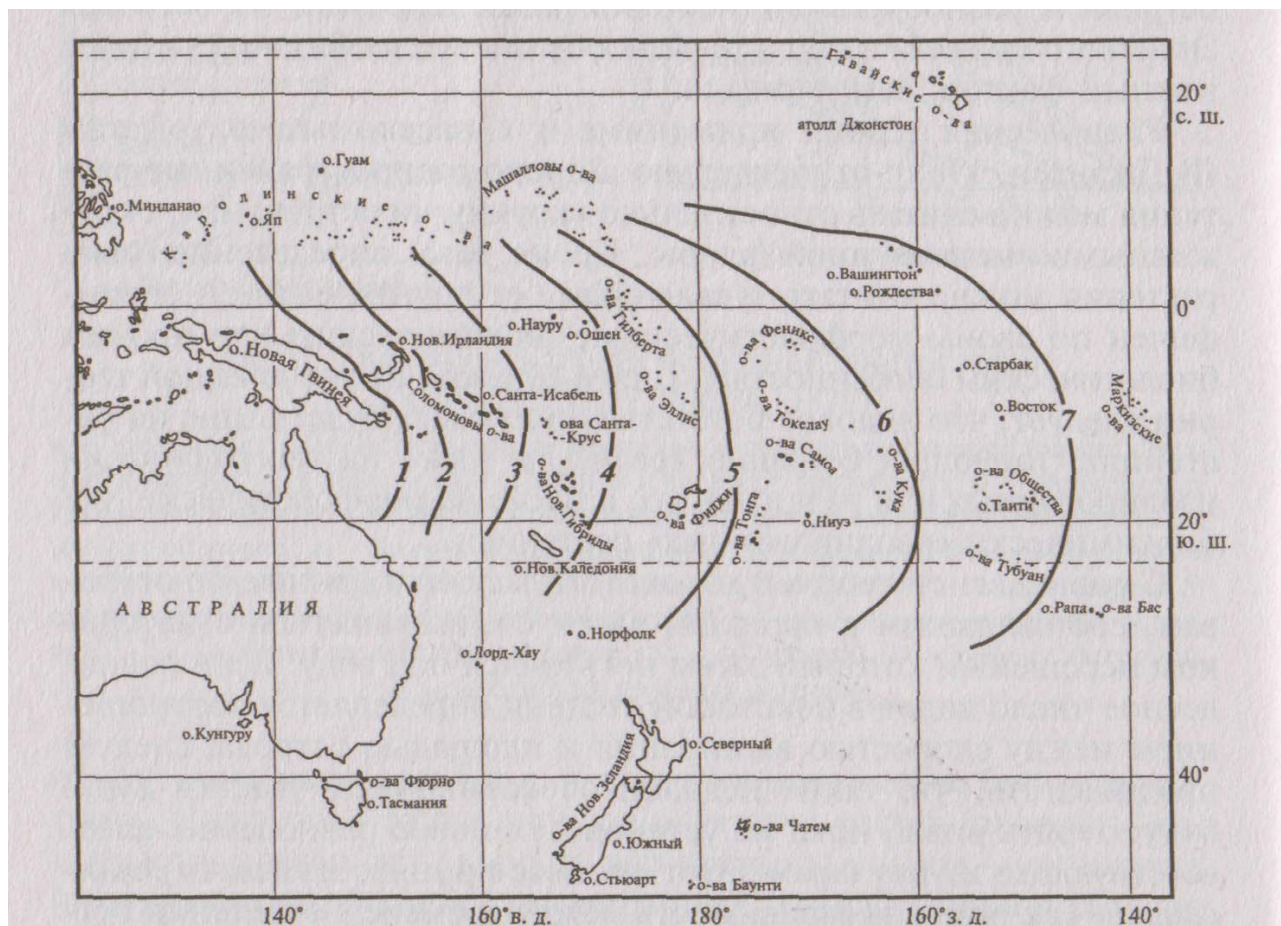 Гавайские о-ва
20°
с. ш.
атолл Джонстон
о.Гуам
Машалловы о-ва
о.Минданао
о.Яп
о.Вашингтон
о.Рождества
0°
о.Науру
о.Ошен
о-ва Гилберта
о-ва Феникс
о.Нов.Ирландия
о.Новая Гвинея
о.Старбак
Соломоновы о-ва
о.Санта-Исабель
о-ва Эллис
о-ва Токелау
Маркизские о-ва
ова Санта-
Крус
о.Восток
1
2
3
4
5
6
7
о-ва Самоа
о-ва Кука
о-ва Общества
о-ва Нов. Гибриды
о-ва Фиджи
о-ва Тонга
о.Ниуэ
о.Таити
20°
Ю. Ш.
о.Нов.Каледония
о-ва Тубуаи
АВСТРАЛИЯ
о.Рапа
о-ва Бас
о.Норфолк
о.Лорд-Хау
о.Кунгуру
о-ва Нов.Зеландия
о.Северный
40°
о-ва Фюрно
о.Тасмания
о-ва Чатем
о.Южный
о.Стьюарт
о-ва Баунти
140°
160° в. д.
180°
160° з. д.
140°